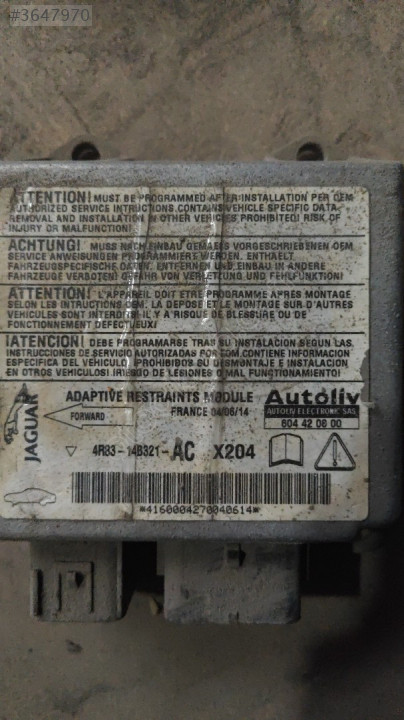 #3647970
ATTENTION! MUST BE PROGRAMMED AFTER INSTALLATION PER OEM
AUTHORIZED SERVICE INTRUCTIONS. CONTAINS VEHICLE SPECIFIC DATA.
REMOVAL AND INSTALLATION IN OTHER VEHICLES PROHIBITED! RISK OF
INJURY OR MALFUNCTION!
ACHTUNG! MUSS NACH EINBAU GEMAEß VORGESCHRIEBENEN OEM
SERVICE ANWEISUNGEN PROGRAMMIERT WERDEN. ENTHAELT
FAHRZEUGSPEZIFISCHE DATEN. ENTFERNEN UND EINBAU IN ANDERE
FAHRZEUGE VERBOTEN! GEFAHR VON VERLETZUNG UND FEHLFUNKTION!
ATTENTION! L'APPAREIL DOIT ETRE PROGRAMME APRES MONTAGE
SELON LES INTRUCTIONS OEM. LA DEPOSE ET LE MONTAGE SUR D'AUTRES
VEHICULES SONT INTERDITS! IL Y A RISQUE DE BLESSURE OU DE
FONCTIONNEMENT DEFECTUEUX!
¡ATENCION! DEBE PROGRAMARSE TRAS SU INSTALACION SEGUN LAS
INSTRUCCIONES DE SERVICIO AUTORIZADAS POR OEM. CONTIENE INFORMACION
ESPECIFICA DEL VEHICULO. ¡PROHIBIDOS SU DESMONTAJE E INSTALACION
EN OTROS VEHICULOS! ¡RIESGO DE LESIONES O MAL FUNCIONAMIENTO!
JAGUAR
ADAPTIVE RESTRAINTS MODULE
FORWARD
FRANCE 04/06/14
Autoliv
AUTOLIV ELECTRONIC SAS
604 42 08 00
4R83-14B321-AC X204
*4160004270040614*